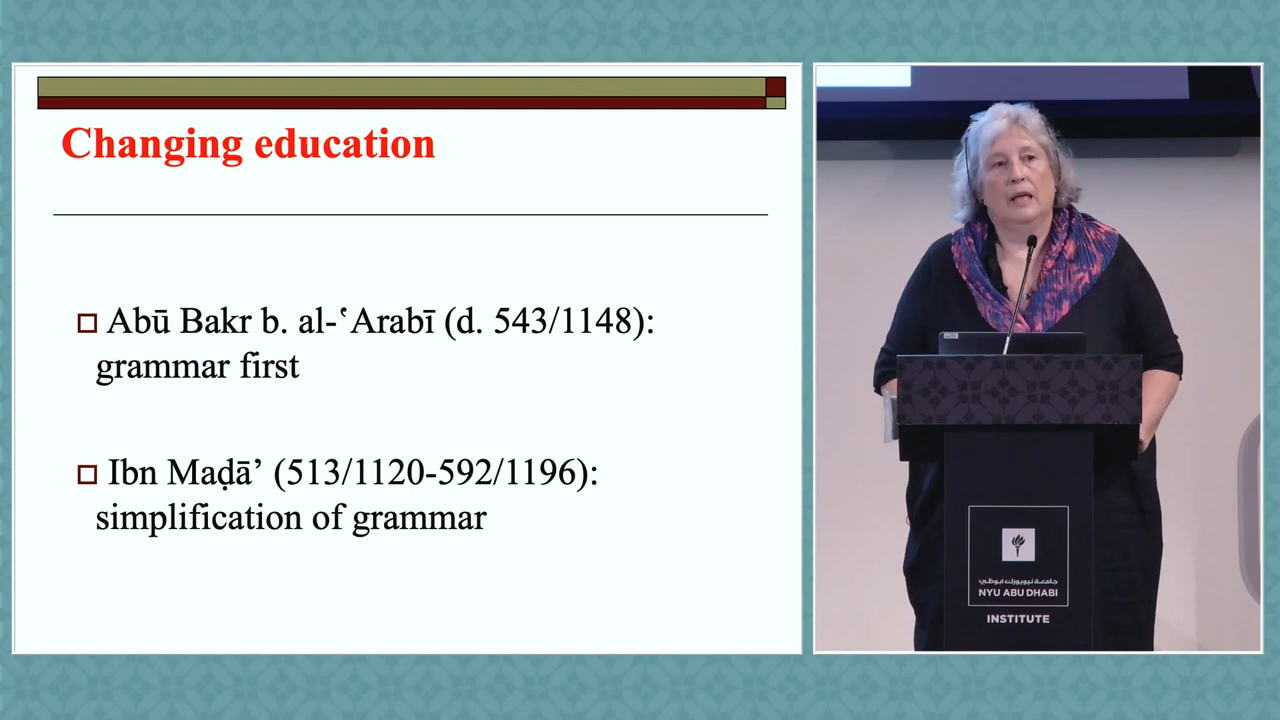 Changing education
Abū Bakr b. al-ʿArabī (d. 543/1148):
grammar first
Ibn Maḍā’ (513/1120-592/1196):
simplification of grammar
جامعة نيويورك أبوظبي
NYU ABU DHABI
INSTITUTE